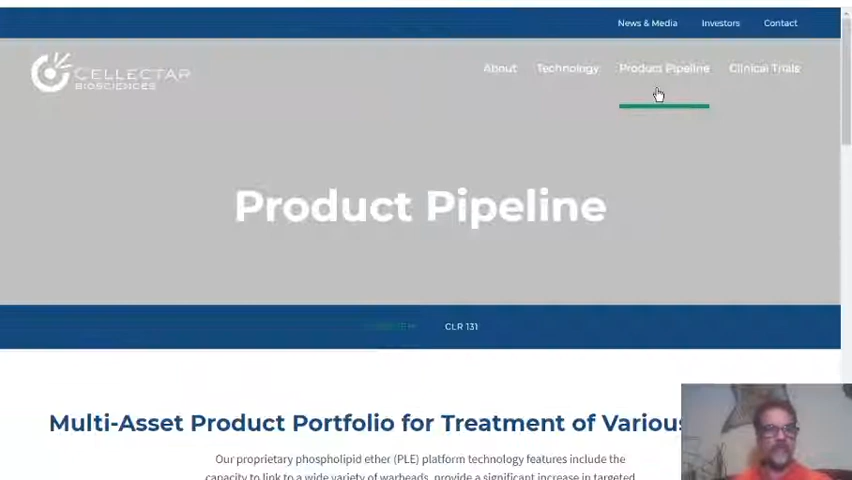 News & Media Investors Contact
CELLECTAR
BIOSCIENCES
About Technology Product Pipeline Clinical Trials
Product Pipeline
CLR 131
Multi-Asset Product Portfolio for Treatment of Various
Our proprietary phospholipid ether (PLE) platform technology features include the
capacity to link to a wide variety of warheads, provide a significant increase in targeted